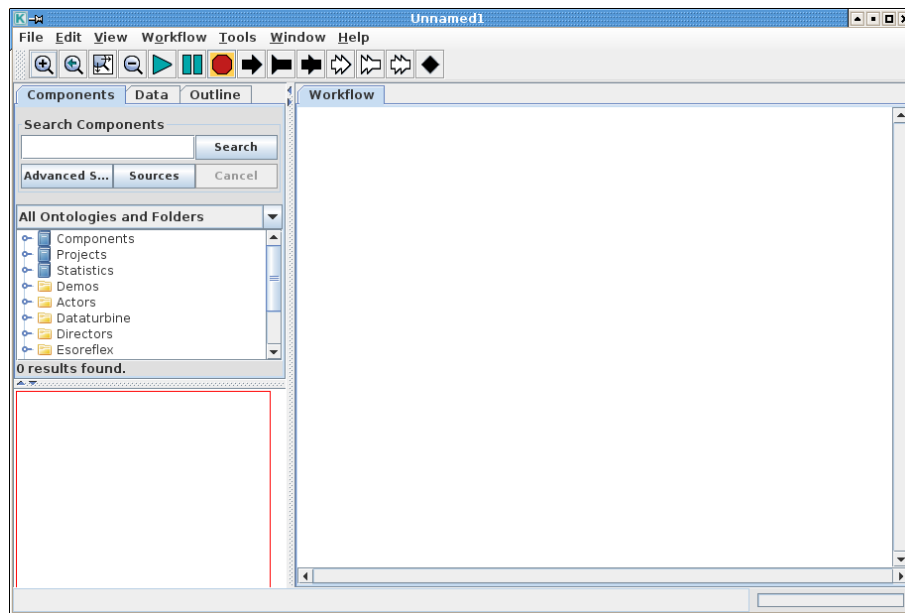 K
Unnamed1
File Edit View Workflow Tools Window Help
Components Data Outline
Workflow
Search Components
Search
Advanced S... Sources Cancel
All Ontologies and Folders
Components
Projects
Statistics
Demos
Actors
Dataturbine
Directors
Esoreflex
0 results found.